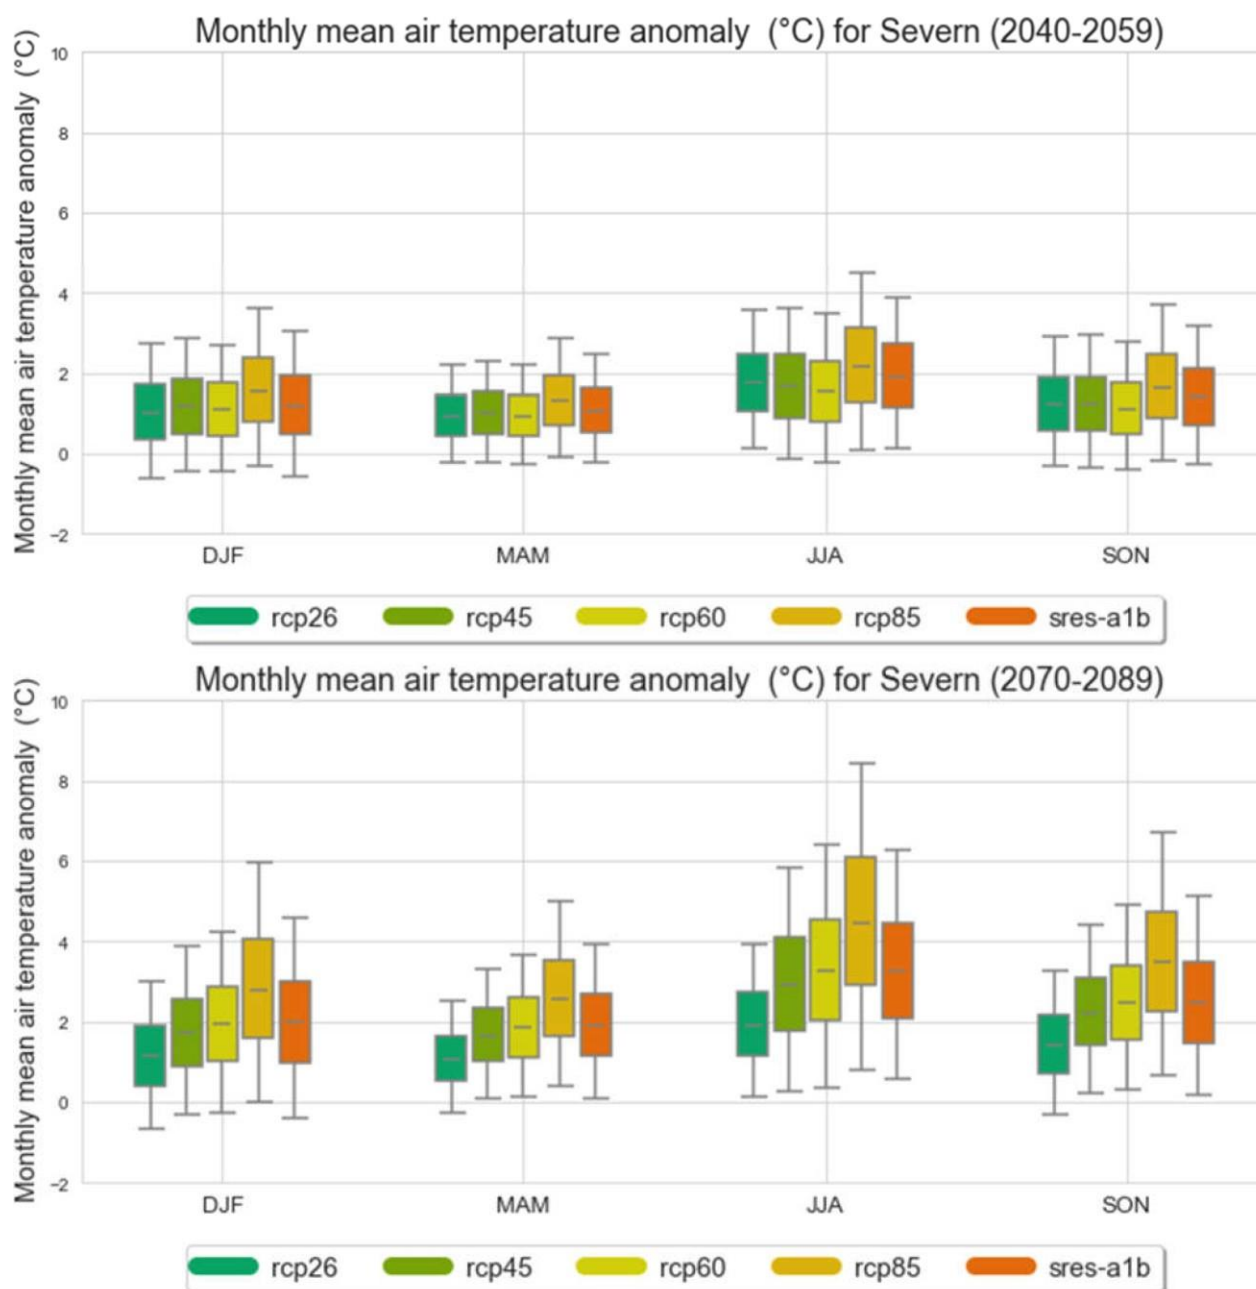 Monthly mean air temperature anomaly (°C) for Severn (2040-2059)
Monthly mean air temperature anomaly (°C)
10
8
6
4
2
0
−2
DJF MAM JJA SON
rcp26 rcp45 rcp60 rcp85 sres-a1b
Monthly mean air temperature anomaly (°C) for Severn (2070-2089)
Monthly mean air temperature anomaly (°C)
10
8
6
4
2
0
−2
DJF MAM JJA SON
rcp26 rcp45 rcp60 rcp85 sres-a1b